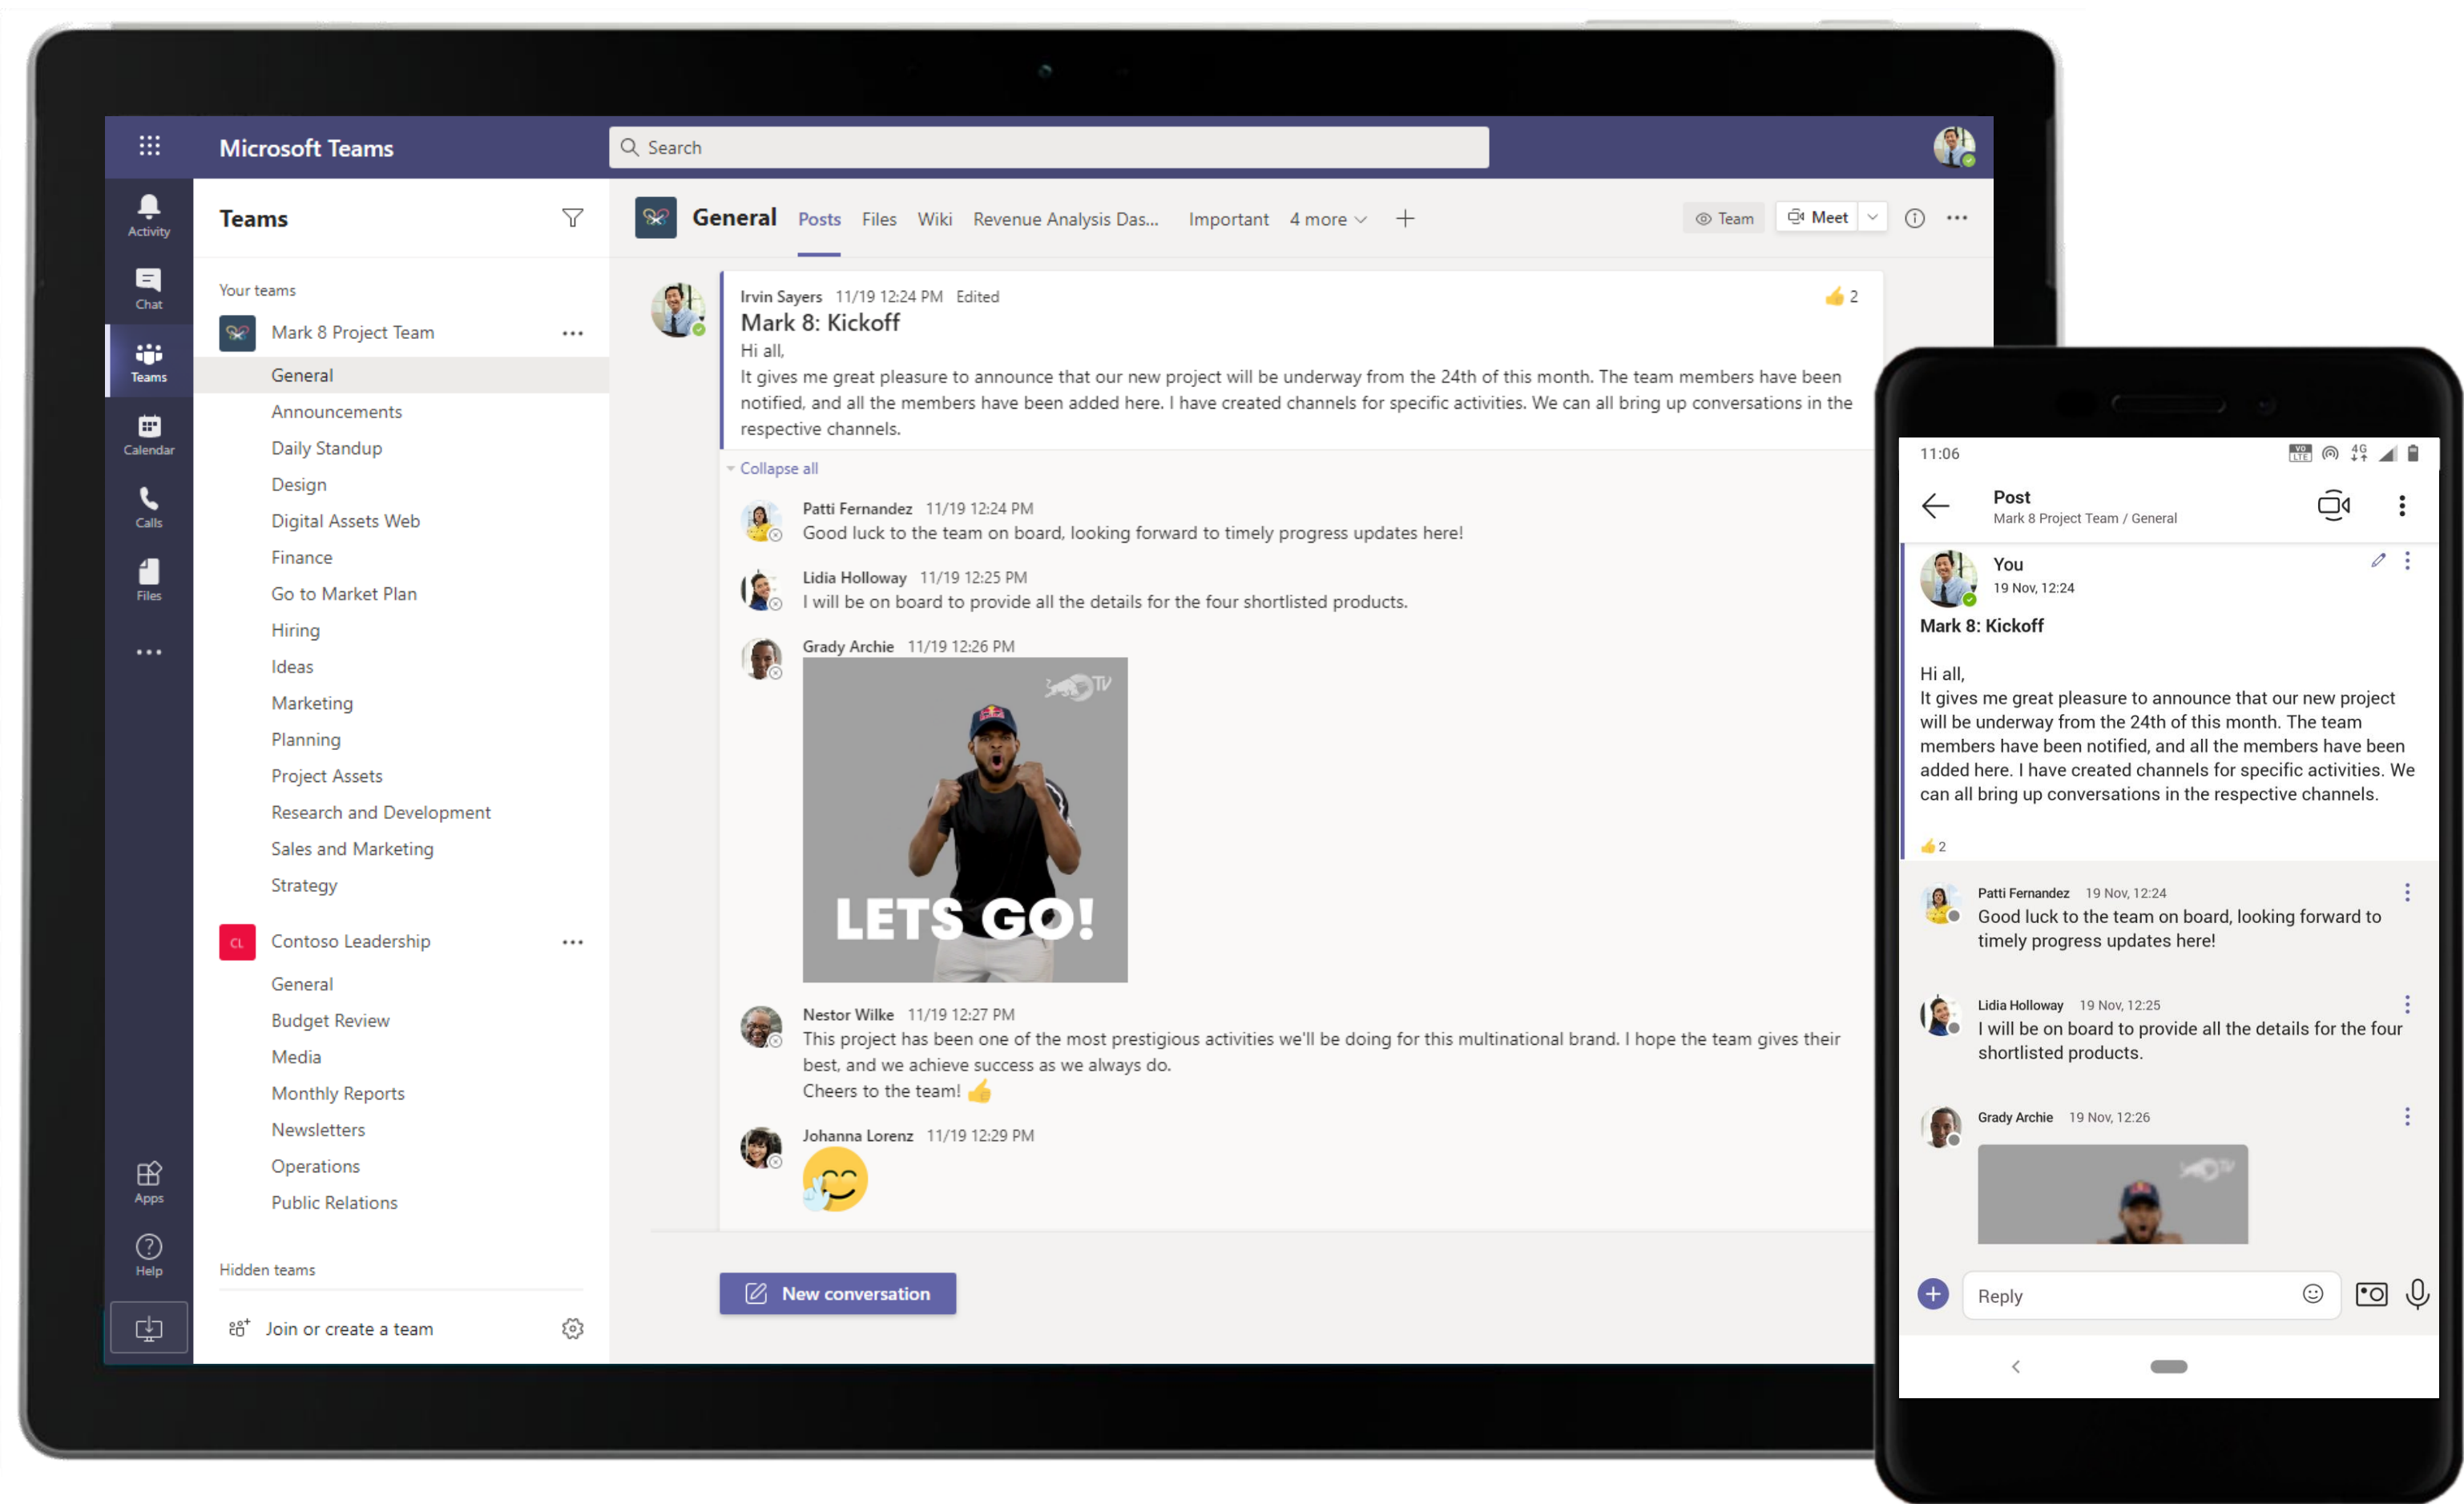 Microsoft Teams
Search
Activity
Chat
Teams
Calendar
Calls
Files
Apps
Help
Teams
Your teams
Mark 8 Project Team
General
Announcements
Daily Standup
Design
Digital Assets Web
Finance
Go to Market Plan
Hiring
Ideas
Marketing
Planning
Project Assets
Research and Development
Sales and Marketing
Strategy
CL Contoso Leadership
General
Budget Review
Media
Monthly Reports
Newsletters
Operations
Public Relations
Hidden teams
Join or create a team
General Posts Files Wiki Revenue Analysis Das... Important 4 more
Team Meet
Irvin Sayers 11/19 12:24 PM Edited
2
Mark 8: Kickoff
Hi all,
It gives me great pleasure to announce that our new project will be underway from the 24th of this month. The team members have been
notified, and all the members have been added here. I have created channels for specific activities. We can all bring up conversations in the
respective channels.
Collapse all
Patti Fernandez 11/19 12:24 PM
Good luck to the team on board, looking forward to timely progress updates here!
Lidia Holloway 11/19 12:25 PM
I will be on board to provide all the details for the four shortlisted products.
Grady Archie 11/19 12:26 PM
TV
LETS GO!
Nestor Wilke 11/19 12:27 PM
This project has been one of the most prestigious activities we'll be doing for this multinational brand. I hope the team gives their
best, and we achieve success as we always do.
Cheers to the team!
Johanna Lorenz 11/19 12:29 PM
New conversation
11:06
VO LTE 4G
Post
Mark 8 Project Team / General
You
19 Nov, 12:24
Mark 8: Kickoff
Hi all,
It gives me great pleasure to announce that our new project
will be underway from the 24th of this month. The team
members have been notified, and all the members have been
added here. I have created channels for specific activities. We
can all bring up conversations in the respective channels.
2
Patti Fernandez 19 Nov, 12:24
Good luck to the team on board, looking forward to
timely progress updates here!
Lidia Holloway 19 Nov, 12:25
I will be on board to provide all the details for the four
shortlisted products.
Grady Archie 19 Nov, 12:26
Reply